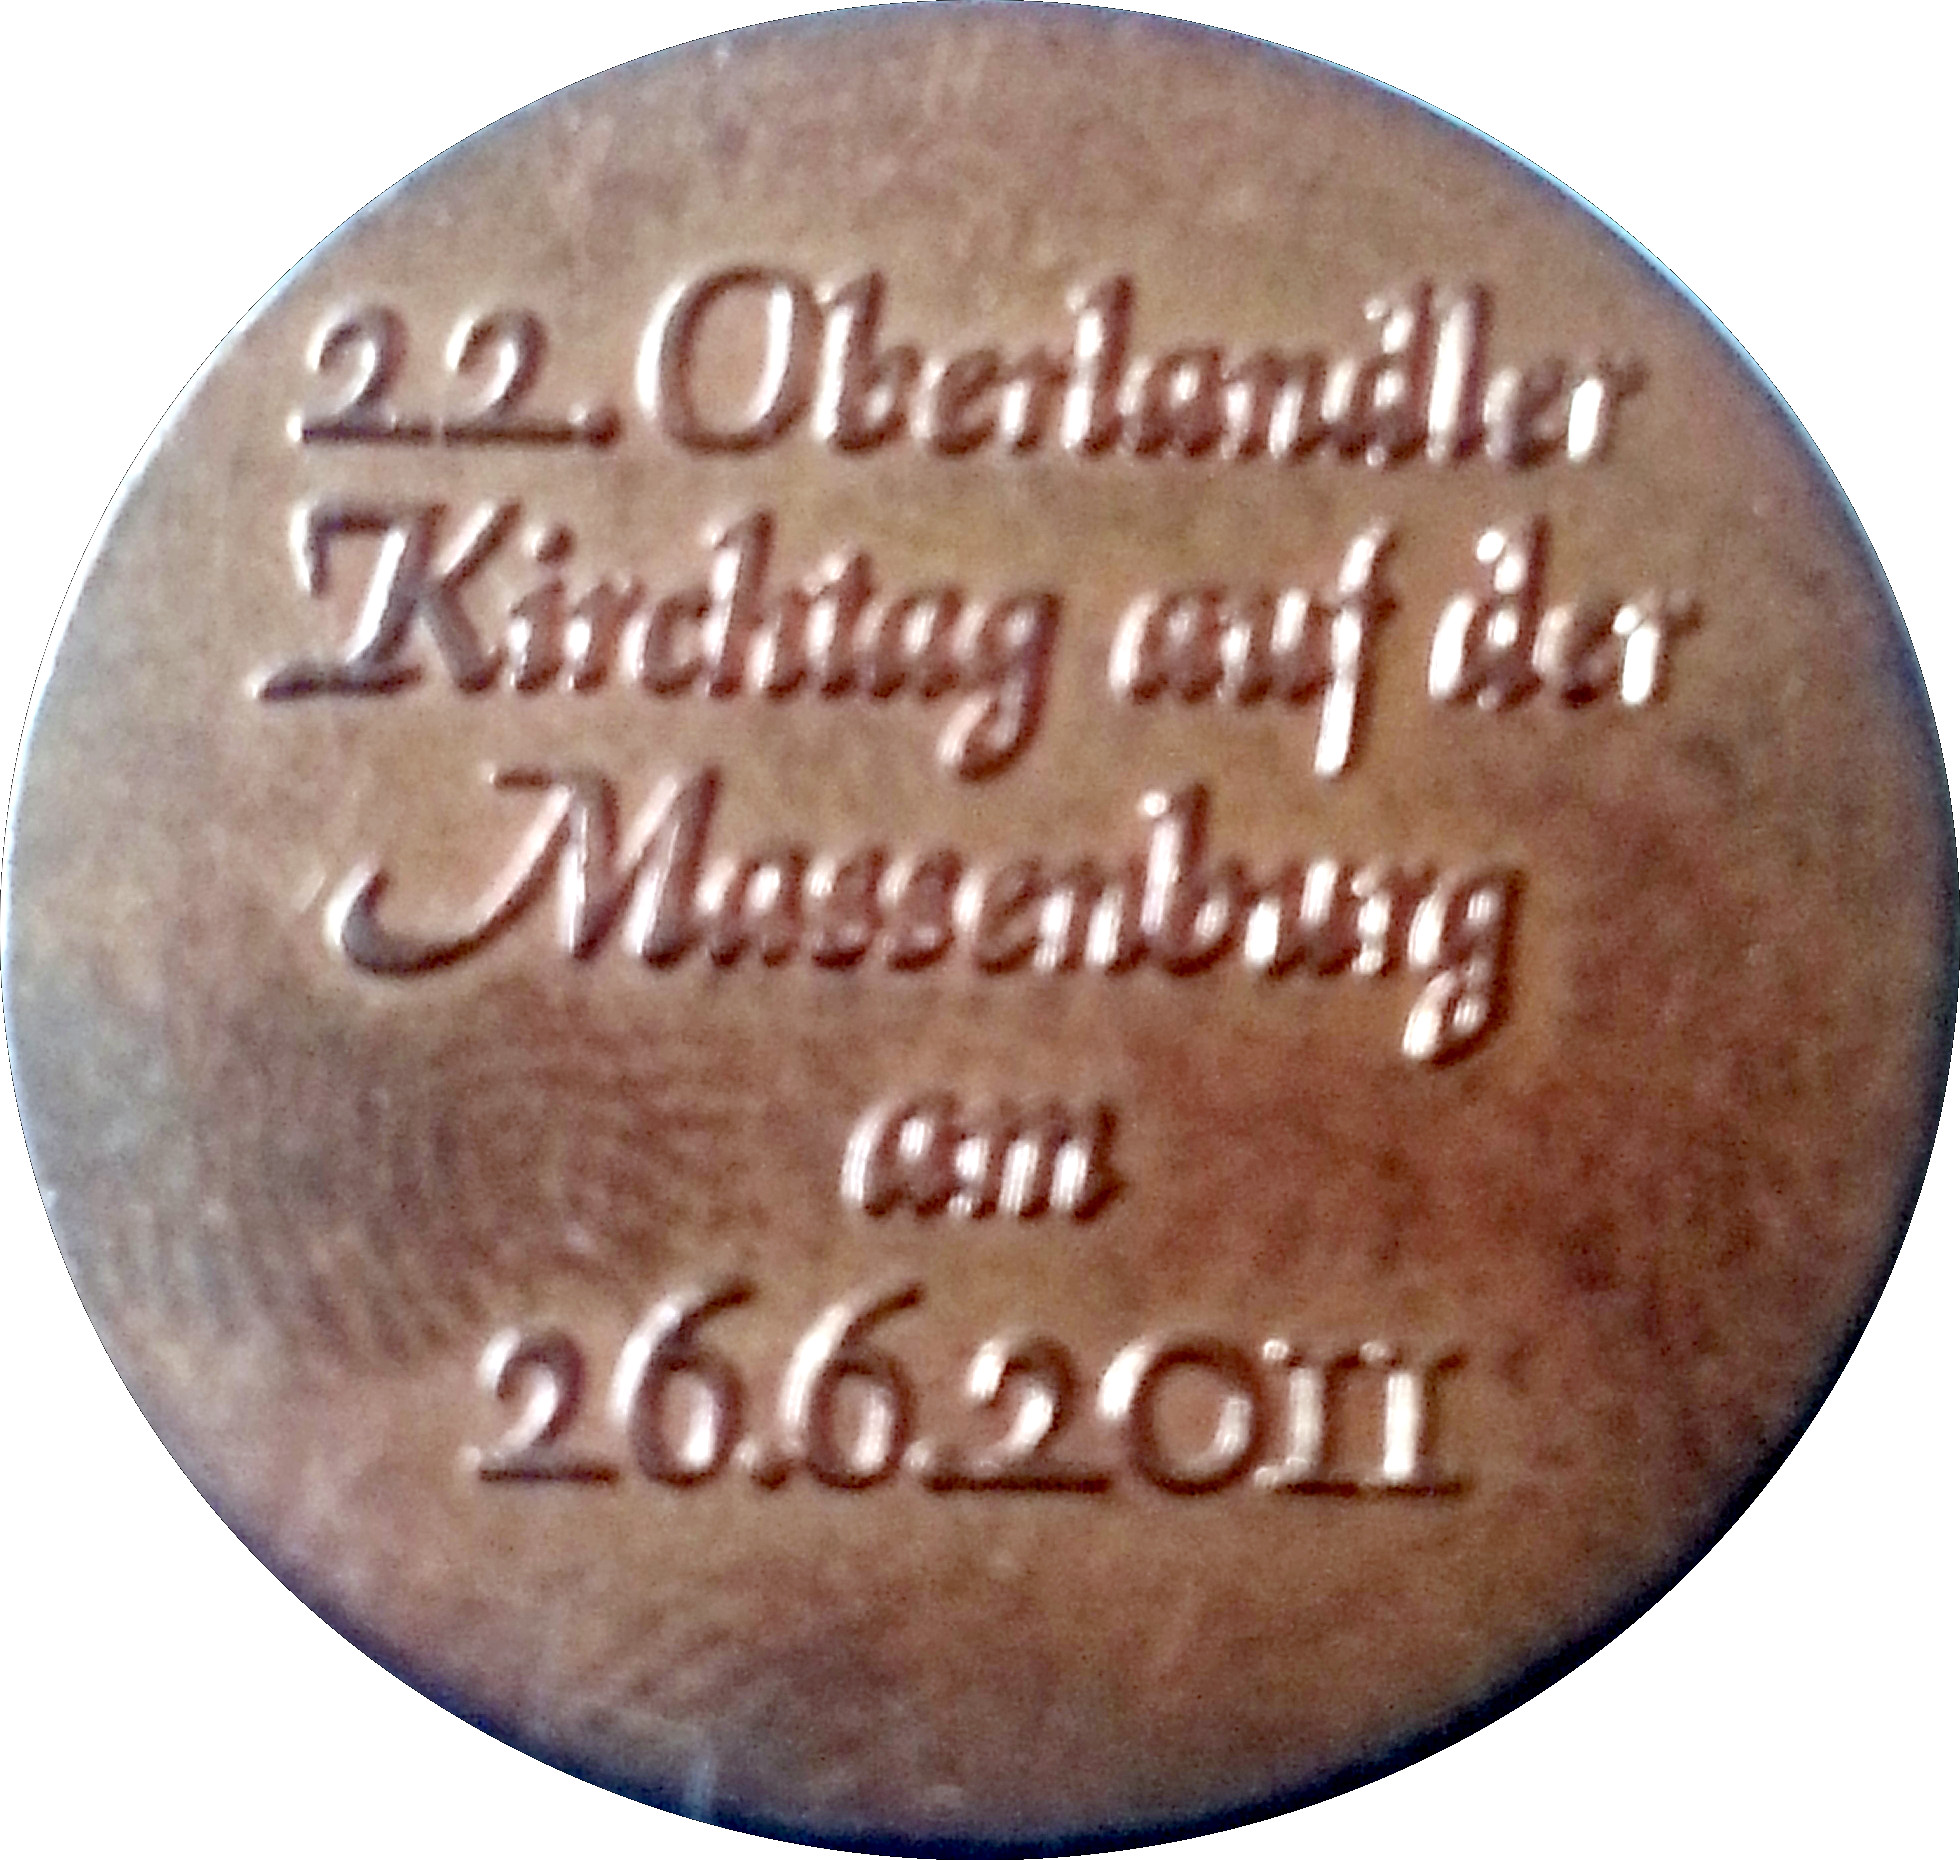 22. Oberlandler
Kirchtag auf der
Massenburg
am
26.6.2011